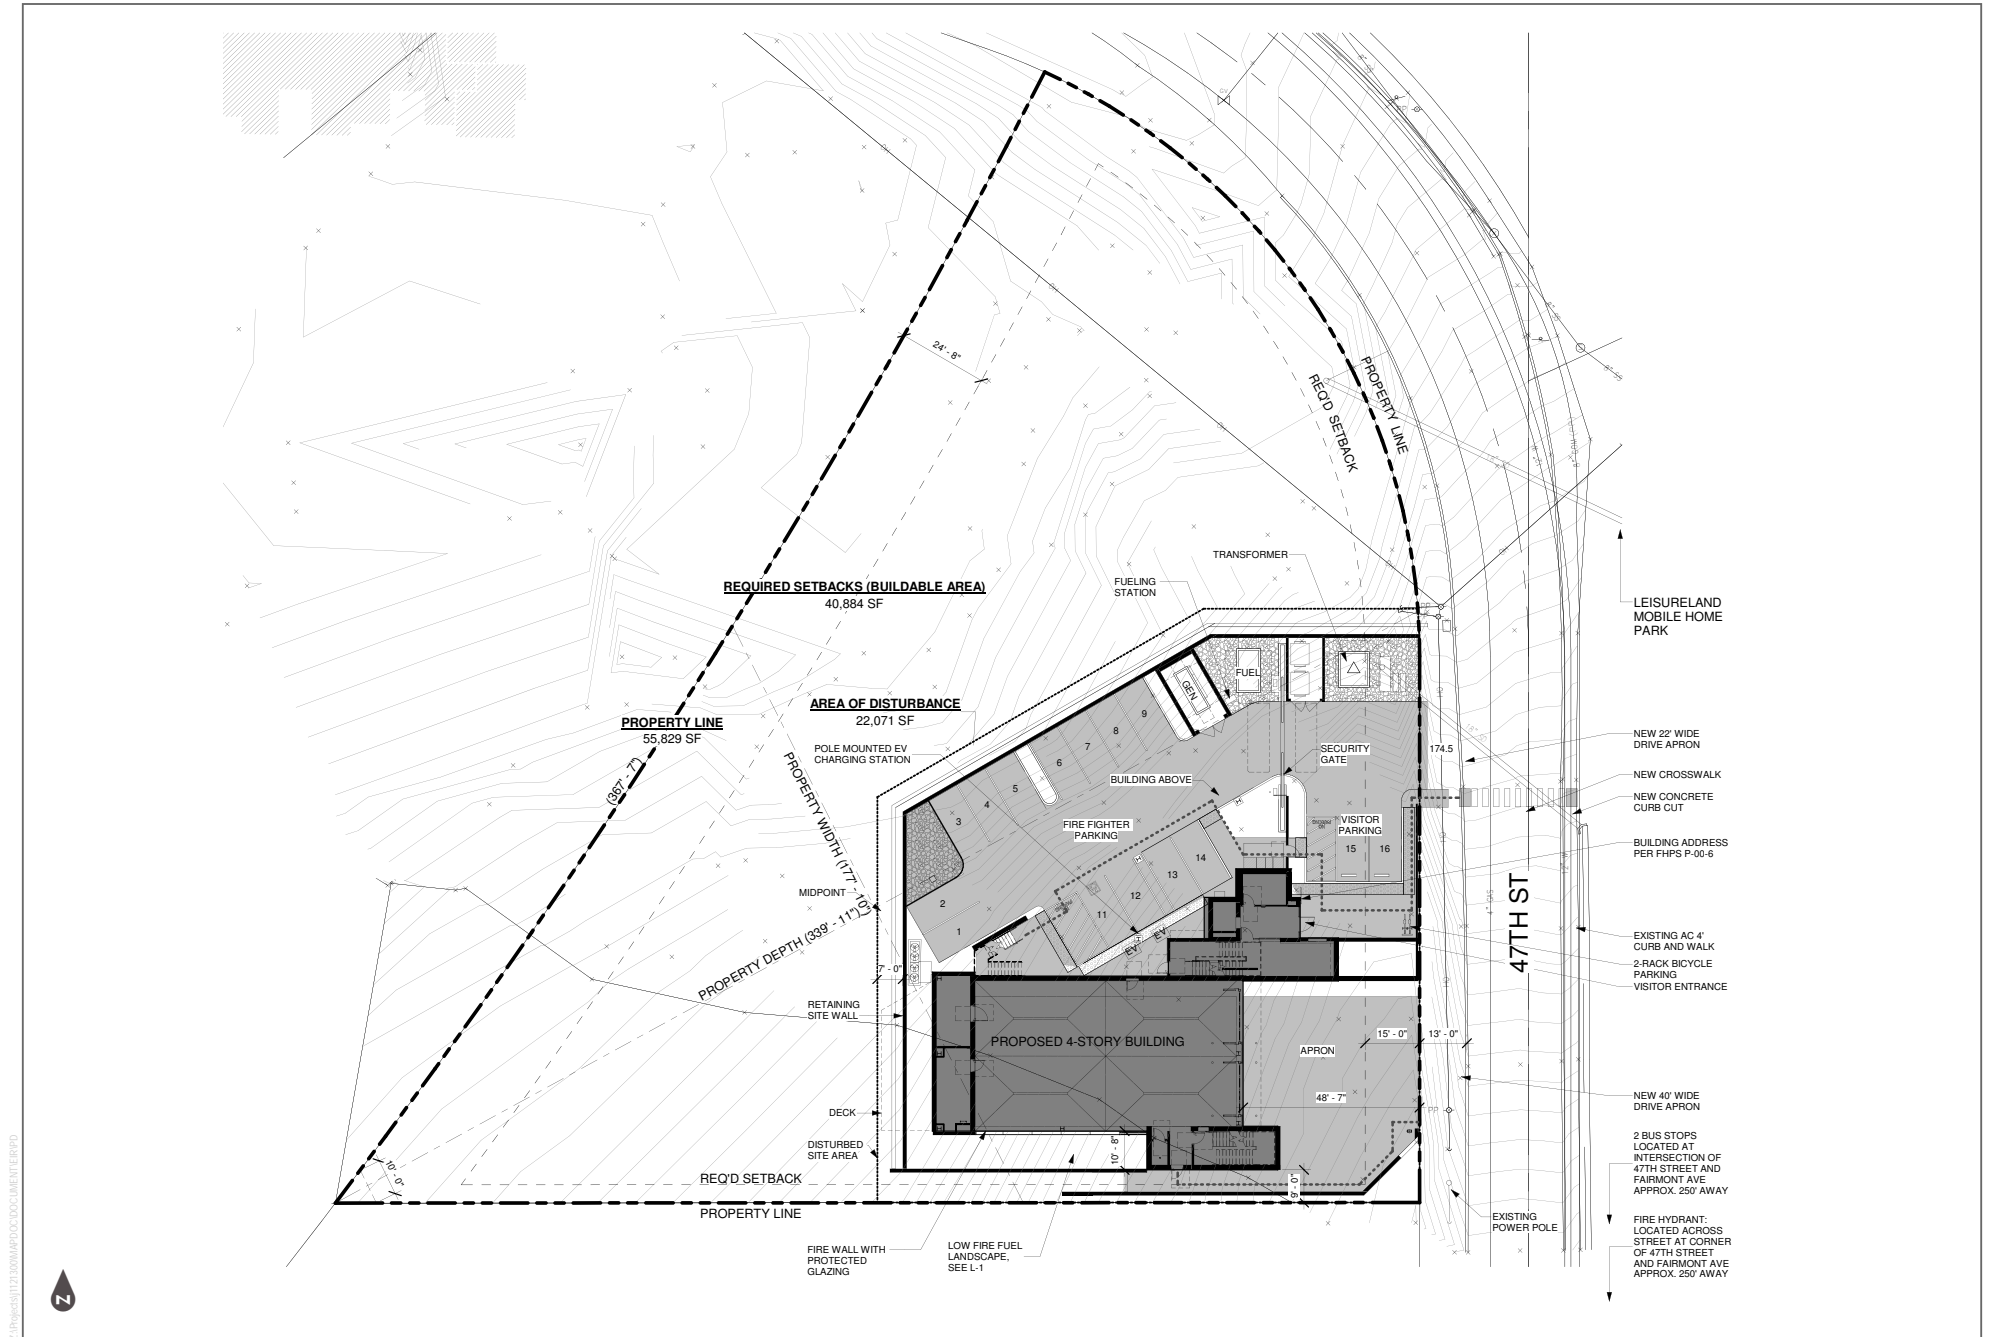 24' - 8"
PROPERTY LINE
REQ'D SETBACK
TRANSFORMER
FUELING
STATION
REQUIRED SETBACKS (BUILDABLE AREA)
40,884 SF
LEISURELAND
MOBILE HOME
PARK
FUEL
GEN
AREA OF DISTURBANCE
22,071 SF
PROPERTY LINE
55,829 SF
(367' - 7")
POLE MOUNTED EV
CHARGING STATION
PROPERTY WIDTH (177' - 10")
SECURITY
GATE
174.5
BUILDING ABOVE
NEW 22' WIDE
DRIVE APRON
NEW CROSSWALK
NEW CONCRETE
CURB CUT
9
8
7
6
5
4
3
FIRE FIGHTER
PARKING
VISITOR
PARKING
15
16
14
13
12
11
2
1
EV
EV
BUILDING ADDRESS
PER FHPS P-00-6
47TH ST
MIDPOINT
PROPERTY DEPTH (339' - 11")
EXISTING AC 4'
CURB AND WALK
2-RACK BICYCLE
PARKING
VISITOR ENTRANCE
7' - 0"
RETAINING
SITE WALL
PROPOSED 4-STORY BUILDING
APRON
15' - 0"
13' - 0"
48' - 7"
NEW 40' WIDE
DRIVE APRON
PP
DECK
DISTURBED
SITE AREA
10' - 8"
9' - 0"
10' - 0"
REQ'D SETBACK
PROPERTY LINE
2 BUS STOPS
LOCATED AT
INTERSECTION OF
47TH STREET AND
FAIRMONT AVE
APPROX. 250' AWAY
EXISTING
POWER POLE
FIRE HYDRANT:
LOCATED ACROSS
STREET AT CORNER
OF 47TH STREET
AND FAIRMONT AVE
APPROX. 250' AWAY
FIRE WALL WITH
PROTECTED
GLAZING
LOW FIRE FUEL
LANDSCAPE,
SEE L-1
N